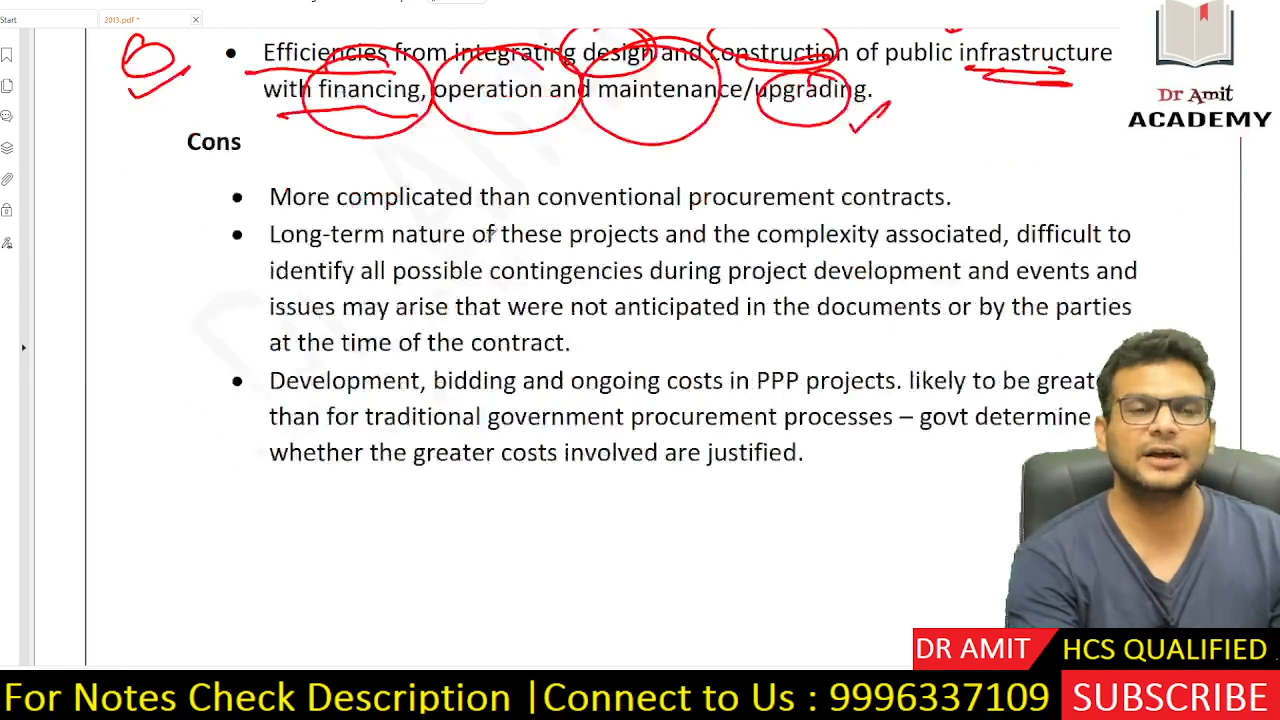 Start
2013.pdf *
Efficiencies from integrating design and construction of public infrastructure
with financing, operation and maintenance/upgrading.
Dr Amit
ACADEMY
Cons
More complicated than conventional procurement contracts.
Long-term nature of these projects and the complexity associated, difficult to
identify all possible contingencies during project development and events and
issues may arise that were not anticipated in the documents or by the parties
at the time of the contract.
Development, bidding and ongoing costs in PPP projects. likely to be
than for traditional government procurement processes – govt determine
whether the greater costs involved are justified.
DR AMIT HCS QUALIFIED
For Notes Check Description |Connect to Us : 9996337109 SUBSCRIBE